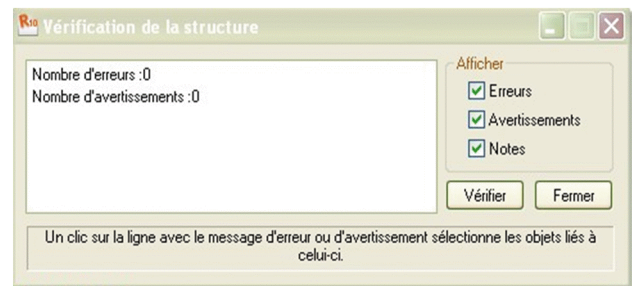 R10 Vérification de la structure
Nombre d'erreurs :0
Nombre d'avertissements :0
Afficher
Erreurs
Avertissements
Notes
Vérifier
Fermer
Un clic sur la ligne avec le message d'erreur ou d'avertissement sélectionne les objets liés à
celui-ci.